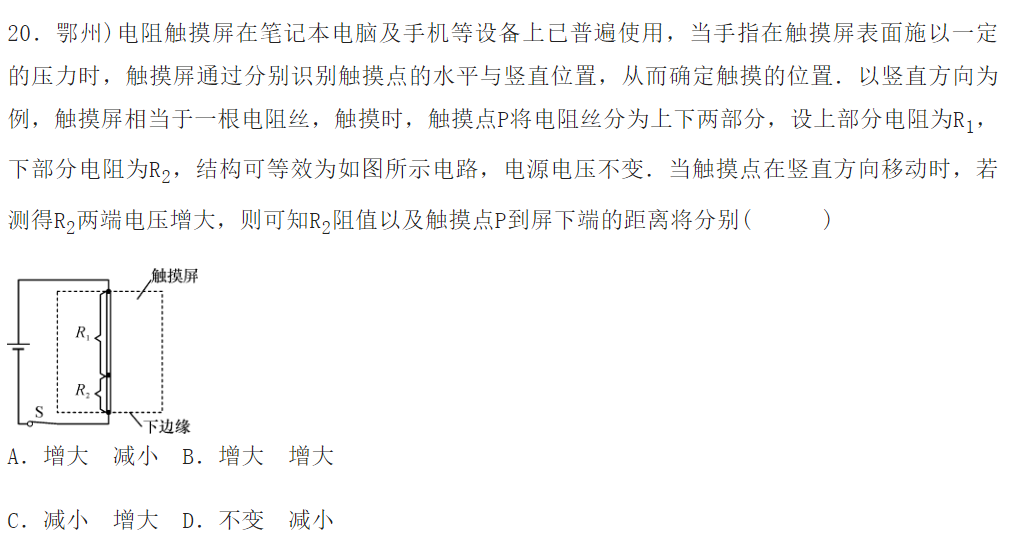 20．鄂州)电阻触摸屏在笔记本电脑及手机等设备上已普遍使用，当手指在触摸屏表面施以一定
的压力时，触摸屏通过分别识别触摸点的水平与竖直位置，从而确定触摸的位置．以竖直方向为
例，触摸屏相当于一根电阻丝，触摸时，触摸点P将电阻丝分为上下两部分，设上部分电阻为R₁，
下部分电阻为R₂，结构可等效为如图所示电路，电源电压不变．当触摸点在竖直方向移动时，若
测得R₂两端电压增大，则可知R₂阻值以及触摸点P到屏下端的距离将分别(　　)
触摸屏
R₁
R₂
S
下边缘
A．增大　减小　B．增大　增大
C．减小　增大　D．不变　减小